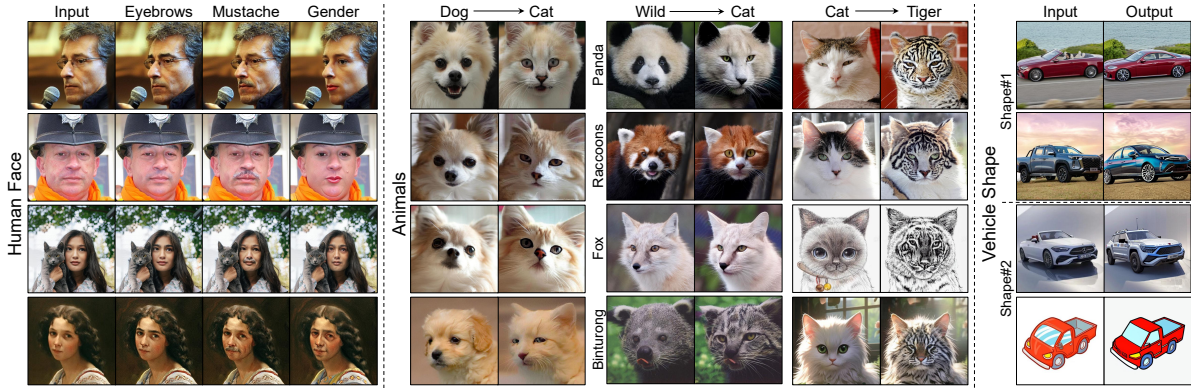 Input Eyebrows Mustache Gender
Human Face
Dog Cat
Wild Cat
Cat Tiger
Animals
Panda
Raccoons
Fox
Binturong
Input Output
Vehicle Shape
Shape#1
Shape#2